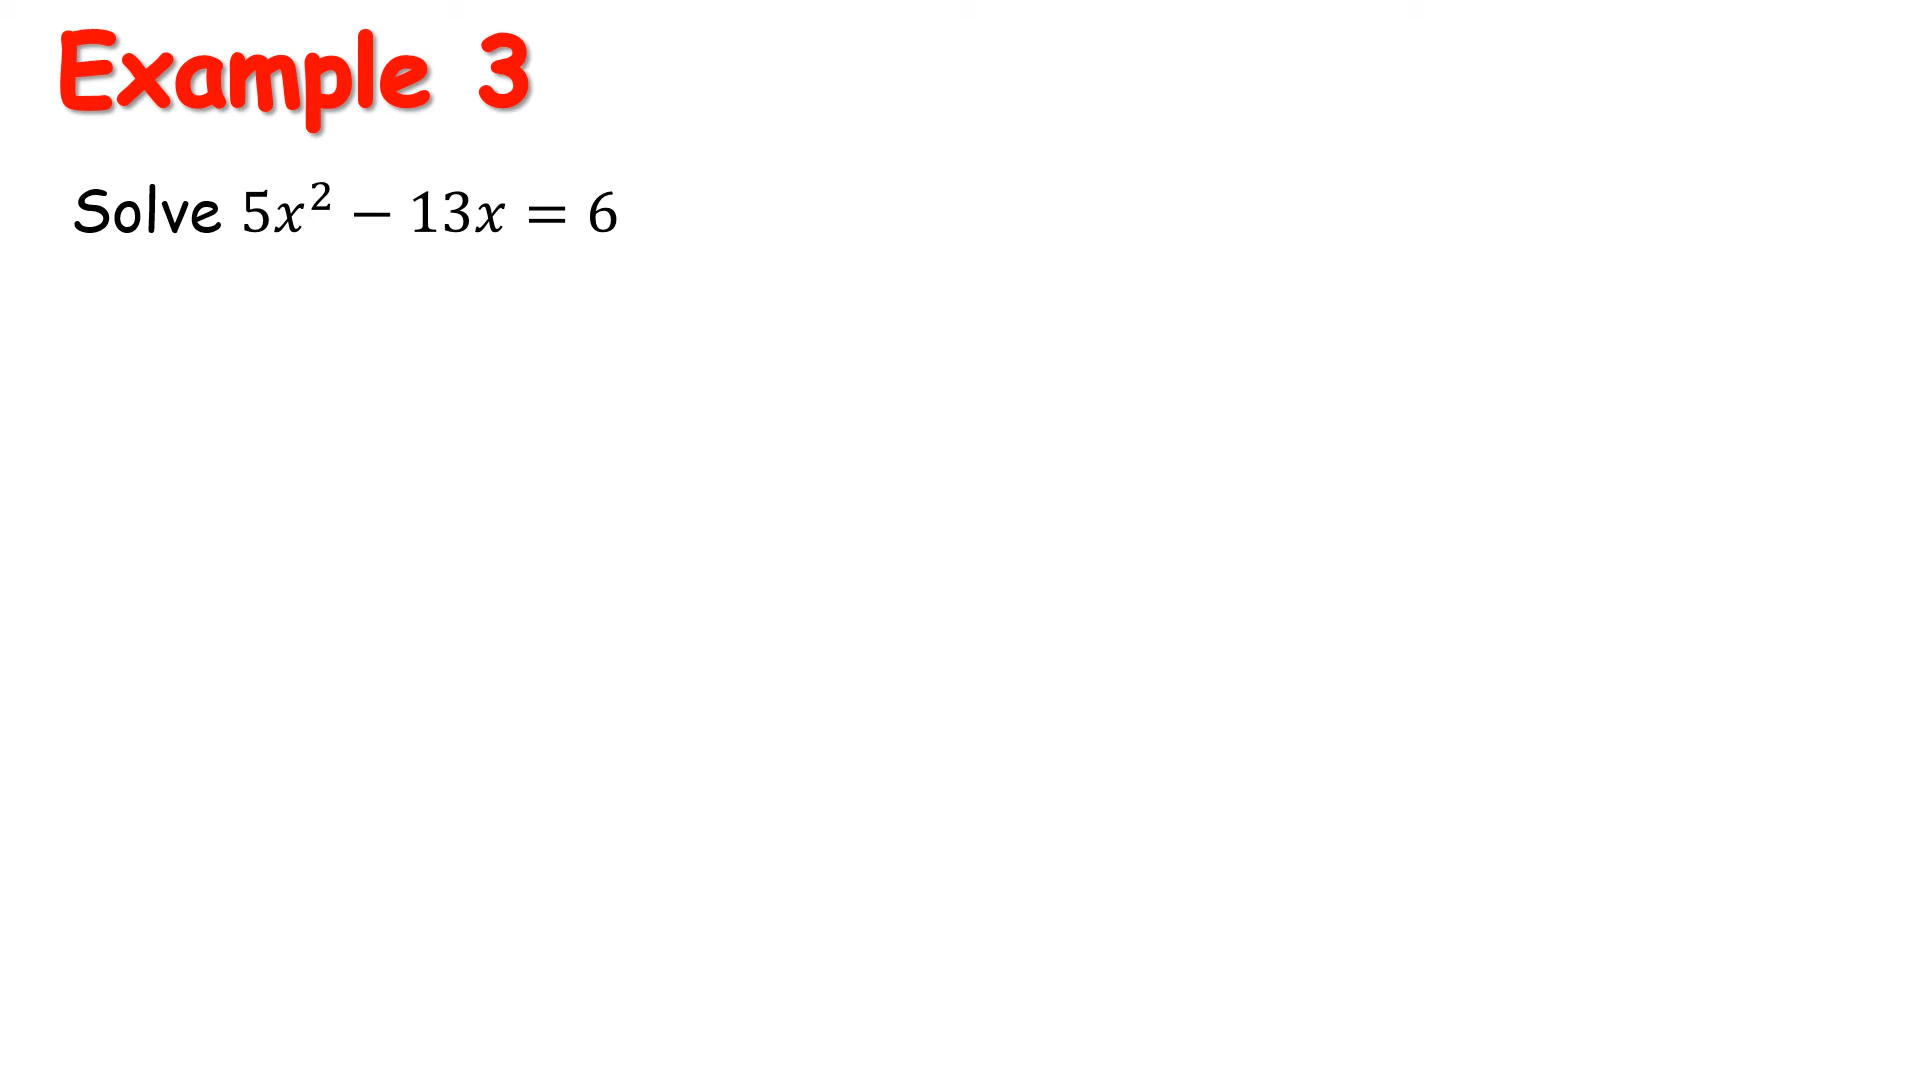 Example 3
Solve 5𝑥² − 13𝑥 = 6